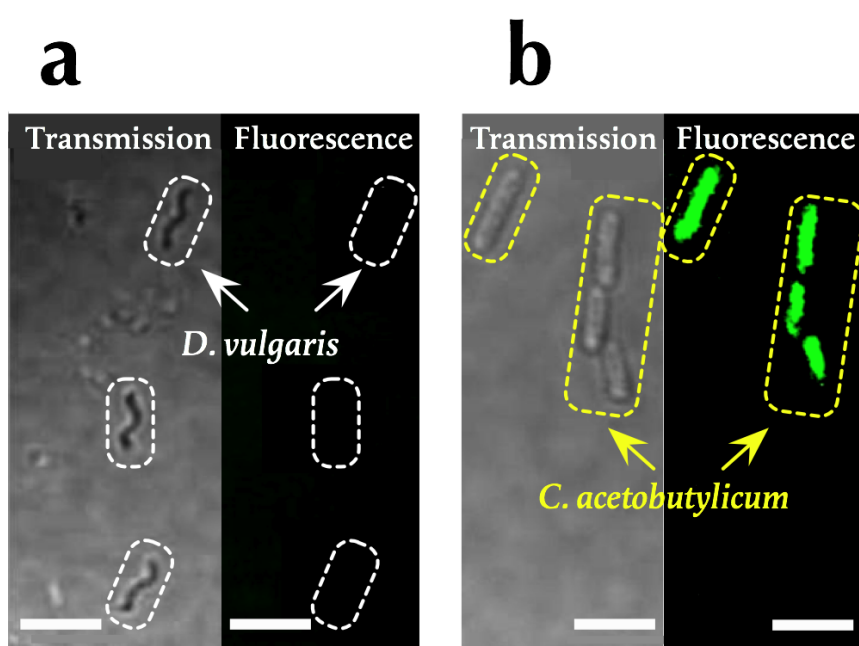 a
b
Transmission Fluorescence
Transmission Fluorescence
D. vulgaris
C. acetobutylicum